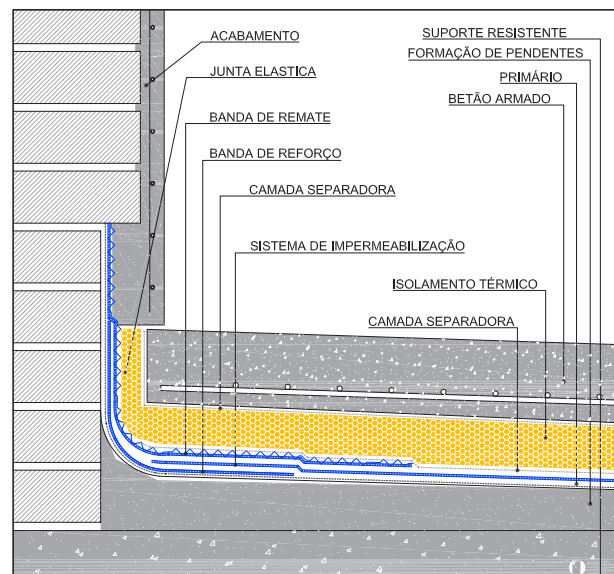 SUPORTE RESISTENTE
ACABAMENTO
FORMAÇÃO DE PENDENTES
JUNTA ELASTICA
PRIMÁRIO
BETÃO ARMADO
BANDA DE REMATE
BANDA DE REFORÇO
CAMADA SEPARADORA
SISTEMA DE IMPERMEABILIZAÇÃO
ISOLAMENTO TÉRMICO
CAMADA SEPARADORA